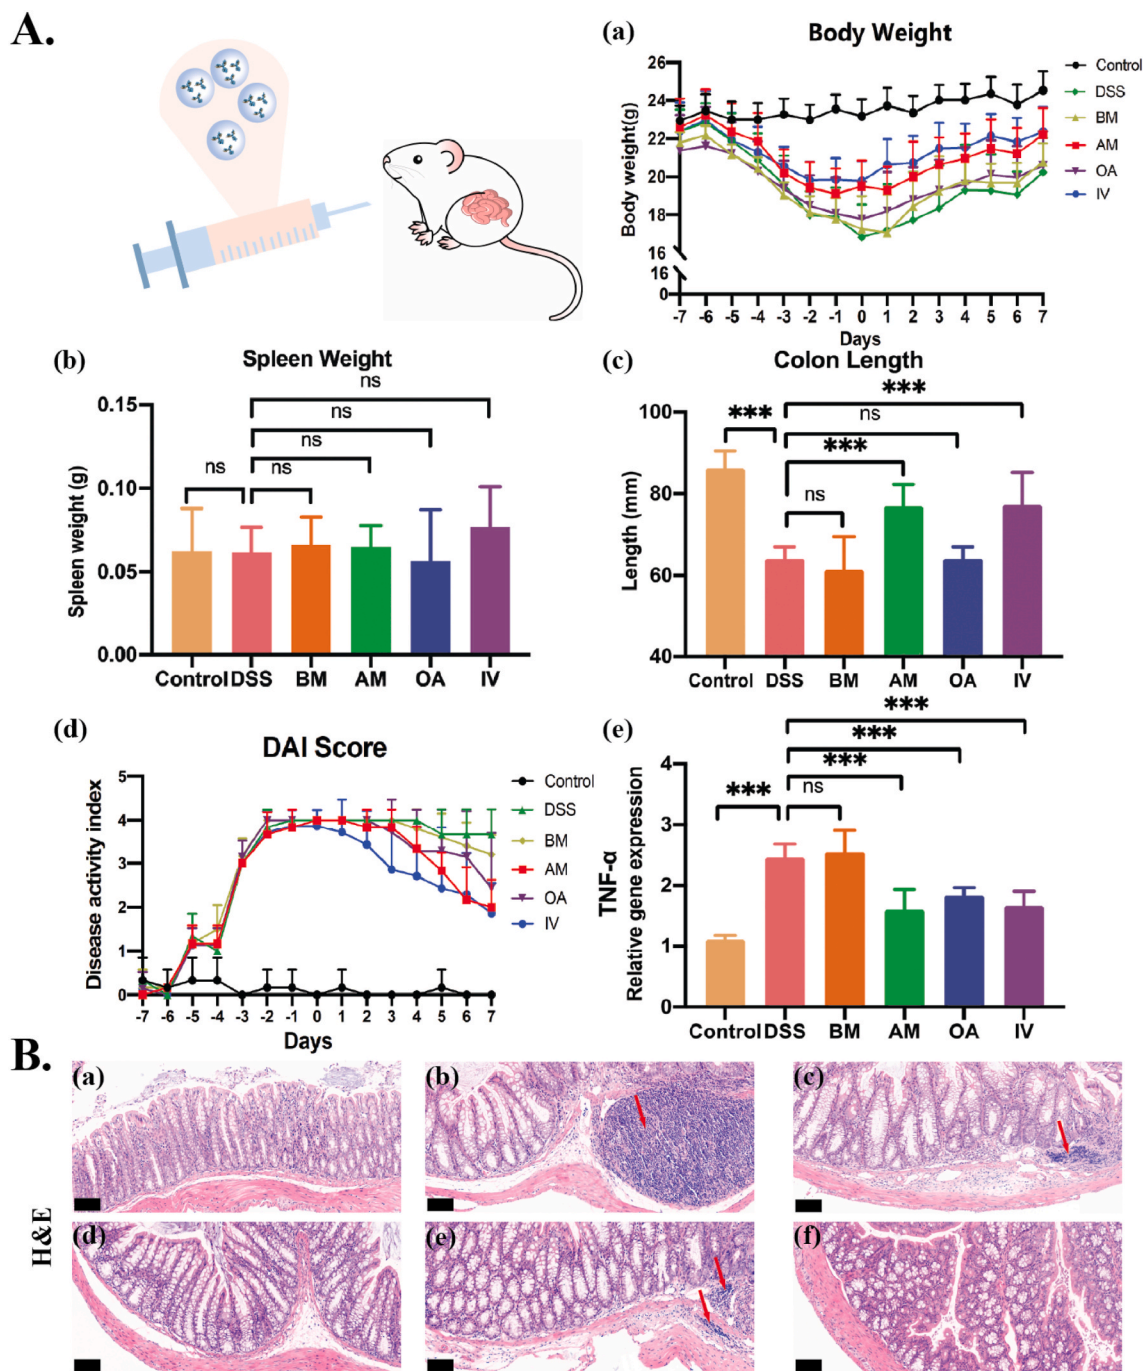 A.
(a)
Body Weight
26
24
22
20
18
16
16
0
Body weight(g)
-7 -6 -5 -4 -3 -2 -1 0 1 2 3 4 5 6 7
Days
Control
DSS
BM
AM
OA
IV
(b)
Spleen Weight
ns
ns
ns
ns
ns
0.15
0.10
0.05
0.00
Spleen weight (g)
Control DSS BM AM OA IV
(c)
Colon Length
***
ns
***
***
ns
100
80
60
40
Length (mm)
Control DSS BM AM OA IV
(d)
DAI Score
5
4
3
2
1
0
Disease activity index
-7 -6 -5 -4 -3 -2 -1 0 1 2 3 4 5 6 7
Days
Control
DSS
BM
AM
OA
IV
(e)
***
***
***
***
ns
4
3
2
1
0
TNF-α
Relative gene expression
Control DSS BM AM OA IV
B.
H&E
(a)
(b)
(c)
(d)
(e)
(f)